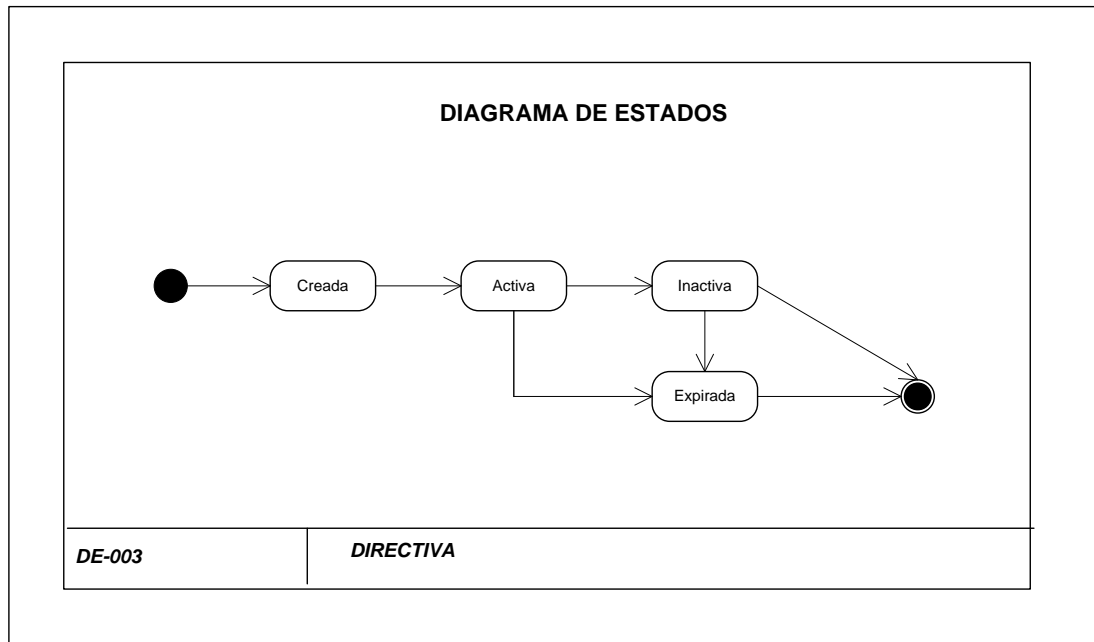 DIAGRAMA DE ESTADOS
Creada
Activa
Inactiva
Expirada
DE-003
DIRECTIVA